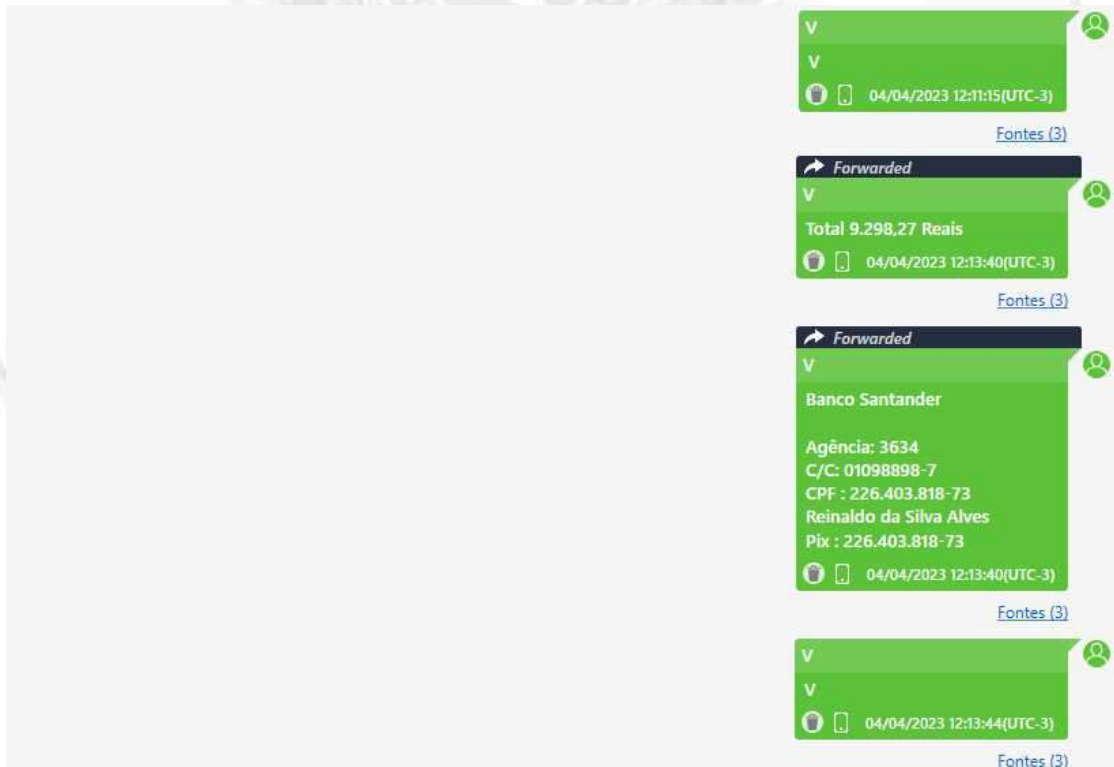 V
V
04/04/2023 12:11:15(UTC-3)
Fontes (3)
Forwarded
V
Total 9.298,27 Reais
04/04/2023 12:13:40(UTC-3)
Fontes (3)
Forwarded
V
Banco Santander
Agência: 3634
C/C: 01098898-7
CPF : 226.403.818-73
Reinaldo da Silva Alves
Pix : 226.403.818-73
04/04/2023 12:13:40(UTC-3)
Fontes (3)
V
V
04/04/2023 12:13:44(UTC-3)
Fontes (3)